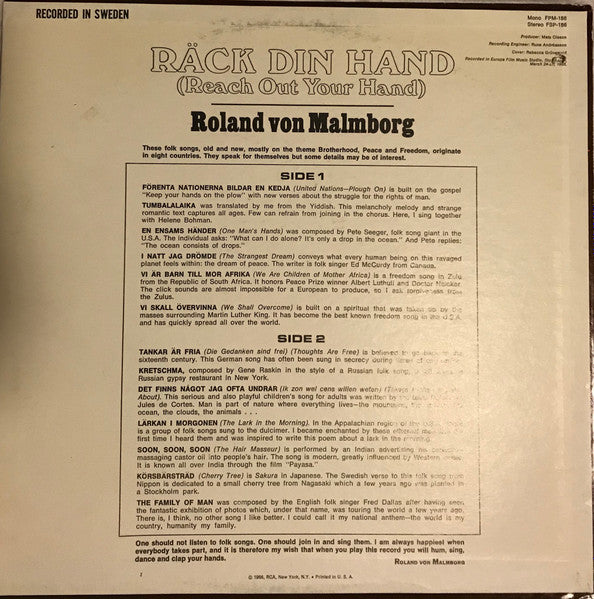 RECORDED IN SWEDEN
Mono FPM-186
Stereo FSP-186
Producer: Mats Olsson
Recording Engineer: Rune Andréasson
Cover: Rebecca
Recorded in Europa Film Music Studio,
RÄCK DIN HAND
(Reach Out Your Hand)
Roland von Malmborg
These folk songs, old and new, mostly on the theme Brotherhood, Peace and Freedom, originate
in eight countries. They speak for themselves but some details may be of interest.
SIDE 1
FÖRENTA NATIONERNA BILDAR EN KEDJA (United Nations—Plough On) is built on the gospel
"Keep your hands on the plow" with new verses about the struggle for the rights of man.
TUMBALALAIKA was translated by me from the Yiddish. This melancholy melody and strange
romantic text captures all ages. Few can refrain from joining in the chorus. Here, I sing together
with Helene Bohman.
EN ENSAMS HÄNDER (One Man's Hands) was composed by Pete Seeger, folk song giant in the
U.S.A. The individual asks: "What can I do alone? It's only a drop in the ocean." And Pete replies:
"The ocean consists of drops."
I NATT JAG DRÖMDE (The Strangest Dream) conveys what every human being on this ravaged
planet feels within: the dream of peace. The writer is folk singer Ed McCurdy from Canada.
VI ÄR BARN TILL MOR AFRIKA (We Are Children of Mother Africa) is a freedom song in Zulu
from the Republic of South Africa. It honors Peace Prize winner Albert Luthuli and Doctor
The click sounds are almost impossible for a European to produce, so I ask forgiveness from the
Zulus.
VI SKALL ÖVERVINNA (We Shall Overcome) is built on a spiritual that was taken up by the
masses surrounding Martin Luther King. It has become the best known freedom song in the U.S.A.
and has quickly spread all over the world.
SIDE 2
TANKAR ÄR FRIA (Die Gedanken sind frei) (Thoughts Are Free) is believed to go back to the
sixteenth century. This German song has often been sung in secrecy during
KRETSCHMA, composed by Gene Raskin in the style of a Russian folk song,
Russian gypsy restaurant in New York.
DET FINNS NÅGOT JAG OFTA UNDRAR (Ik zon wel cens willen weten)
About). This serious and also playful children's song for adults was written by
Jules de Cortes. Man is part of nature where everything lives—the mountains, the
ocean, the clouds, the animals . . .
LÄRKAN I MORGONEN (The Lark in the Morning). In the Appalachian region of the
is a group of folk songs sung to the dulcimer. I became enchanted by these ethereal the
first time I heard them and was inspired to write this poem about a lark in the morning.
SOON, SOON, SOON (The Hair Masseur) is performed by an Indian advertising his
massaging castor oil into people's hair. The song is modern, greatly influenced by Western
It is known all over India through the film "Payasa."
KÖRSBÄRSTRÄD (Cherry Tree) is Sakura in Japanese. The Swedish verse to this folk song from
Nippon is dedicated to a small cherry tree from Nagasaki which a few years ago was planted in
a Stockholm park.
THE FAMILY OF MAN was composed by the English folk singer Fred Dallas after having seen
the fantastic exhibition of photos which, under that name, was touring the world a few years ago.
There is, I think, no other song I like better. I could call it my national anthem—the world is my
country, humanity my family.
One should not listen to folk songs. One should join in and sing them. I am always happiest when
everybody takes part, and it is therefore my wish that when you play this record you will hum, sing,
dance and clap your hands.
ROLAND VON MALMBORG
© 1966, RCA, New York, N.Y. • Printed in U. S. A.